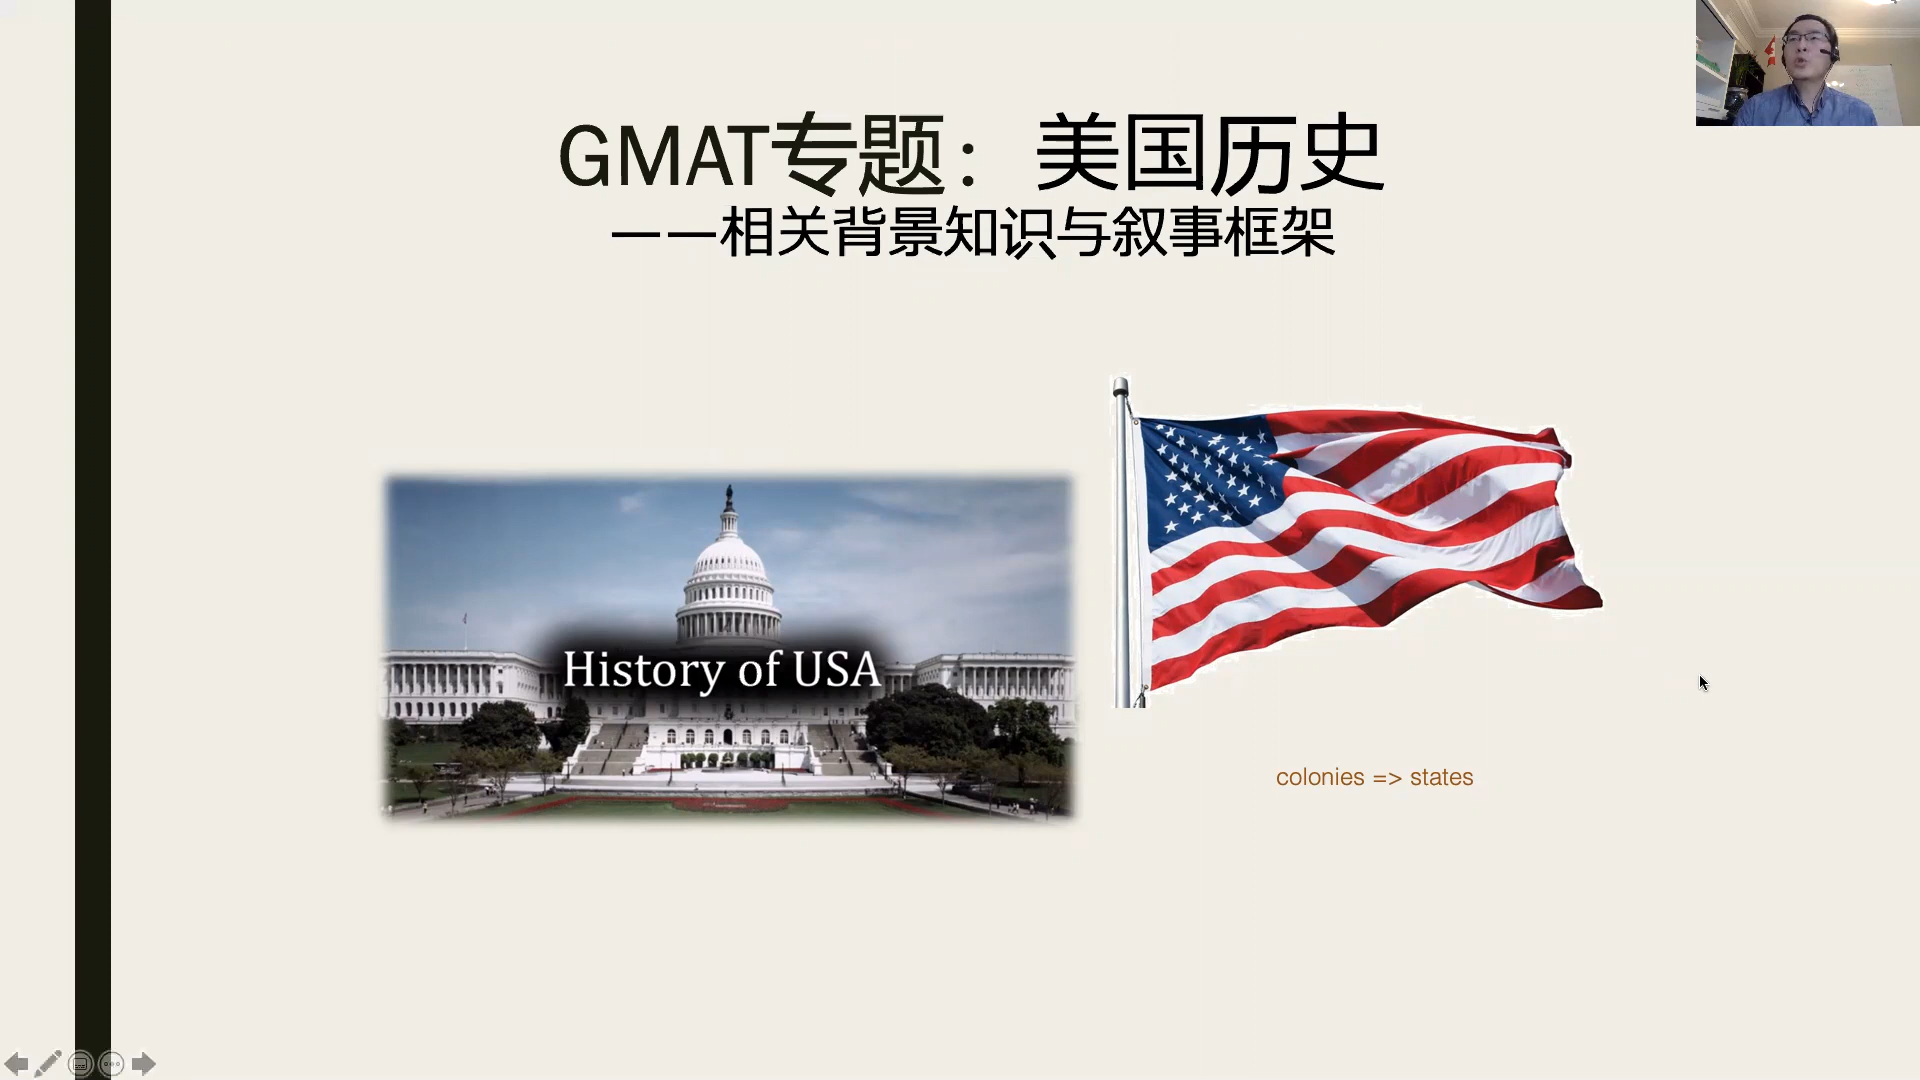 GMAT专题：美国历史
——相关背景知识与叙事框架
History of USA
colonies => states